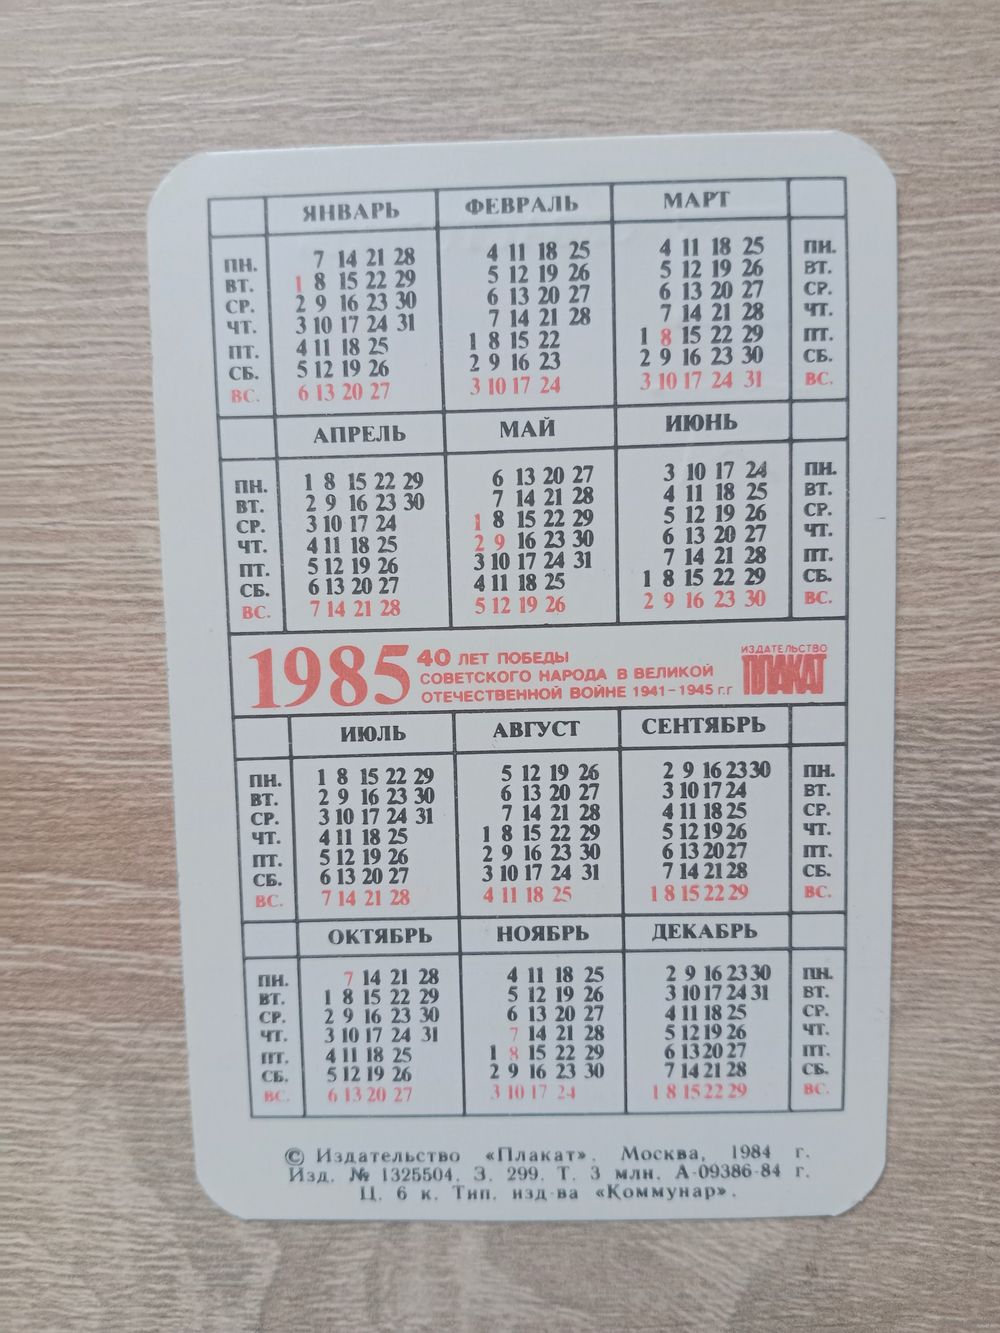 ЯНВАРЬ ФЕВРАЛЬ МАРТ
ПН. 7 14 21 28 4 11 18 25 4 11 18 25 ПН.
ВТ. 1 8 15 22 29 5 12 19 26 5 12 19 26 ВТ.
СР. 2 9 16 23 30 6 13 20 27 6 13 20 27 СР.
ЧТ. 3 10 17 24 31 7 14 21 28 7 14 21 28 ЧТ.
ПТ. 4 11 18 25 1 8 15 22 1 8 15 22 29 ПТ.
СБ. 5 12 19 26 2 9 16 23 2 9 16 23 30 СБ.
ВС. 6 13 20 27 3 10 17 24 3 10 17 24 31 ВС.
АПРЕЛЬ МАЙ ИЮНЬ
ПН. 1 8 15 22 29 6 13 20 27 3 10 17 24 ПН.
ВТ. 2 9 16 23 30 7 14 21 28 4 11 18 25 ВТ.
СР. 3 10 17 24 1 8 15 22 29 5 12 19 26 СР.
ЧТ. 4 11 18 25 2 9 16 23 30 6 13 20 27 ЧТ.
ПТ. 5 12 19 26 3 10 17 24 31 7 14 21 28 ПТ.
СБ. 6 13 20 27 4 11 18 25 1 8 15 22 29 СБ.
ВС. 7 14 21 28 5 12 19 26 2 9 16 23 30 ВС.
1985
40 ЛЕТ ПОБЕДЫ
СОВЕТСКОГО НАРОДА В ВЕЛИКОЙ
ОТЕЧЕСТВЕННОЙ ВОЙНЕ 1941-1945 г.г
ИЗДАТЕЛЬСТВО
ПЛАКАТ
ИЮЛЬ АВГУСТ СЕНТЯБРЬ
ПН. 1 8 15 22 29 5 12 19 26 2 9 16 23 30 ПН.
ВТ. 2 9 16 23 30 6 13 20 27 3 10 17 24 ВТ.
СР. 3 10 17 24 31 7 14 21 28 4 11 18 25 СР.
ЧТ. 4 11 18 25 1 8 15 22 29 5 12 19 26 ЧТ.
ПТ. 5 12 19 26 2 9 16 23 30 6 13 20 27 ПТ.
СБ. 6 13 20 27 3 10 17 24 31 7 14 21 28 СБ.
ВС. 7 14 21 28 4 11 18 25 1 8 15 22 29 ВС.
ОКТЯБРЬ НОЯБРЬ ДЕКАБРЬ
ПН. 7 14 21 28 4 11 18 25 2 9 16 23 30 ПН.
ВТ. 1 8 15 22 29 5 12 19 26 3 10 17 24 31 ВТ.
СР. 2 9 16 23 30 6 13 20 27 4 11 18 25 СР.
ЧТ. 3 10 17 24 31 7 14 21 28 5 12 19 26 ЧТ.
ПТ. 4 11 18 25 1 8 15 22 29 6 13 20 27 ПТ.
СБ. 5 12 19 26 2 9 16 23 30 7 14 21 28 СБ.
ВС. 6 13 20 27 3 10 17 24 1 8 15 22 29 ВС.
© Издательство «Плакат». Москва, 1984 г.
Изд. № 1325504. З. 299. Т. 3 млн. А-09386-84 г.
Ц. 6 к. Тип. изд-ва «Коммунар».